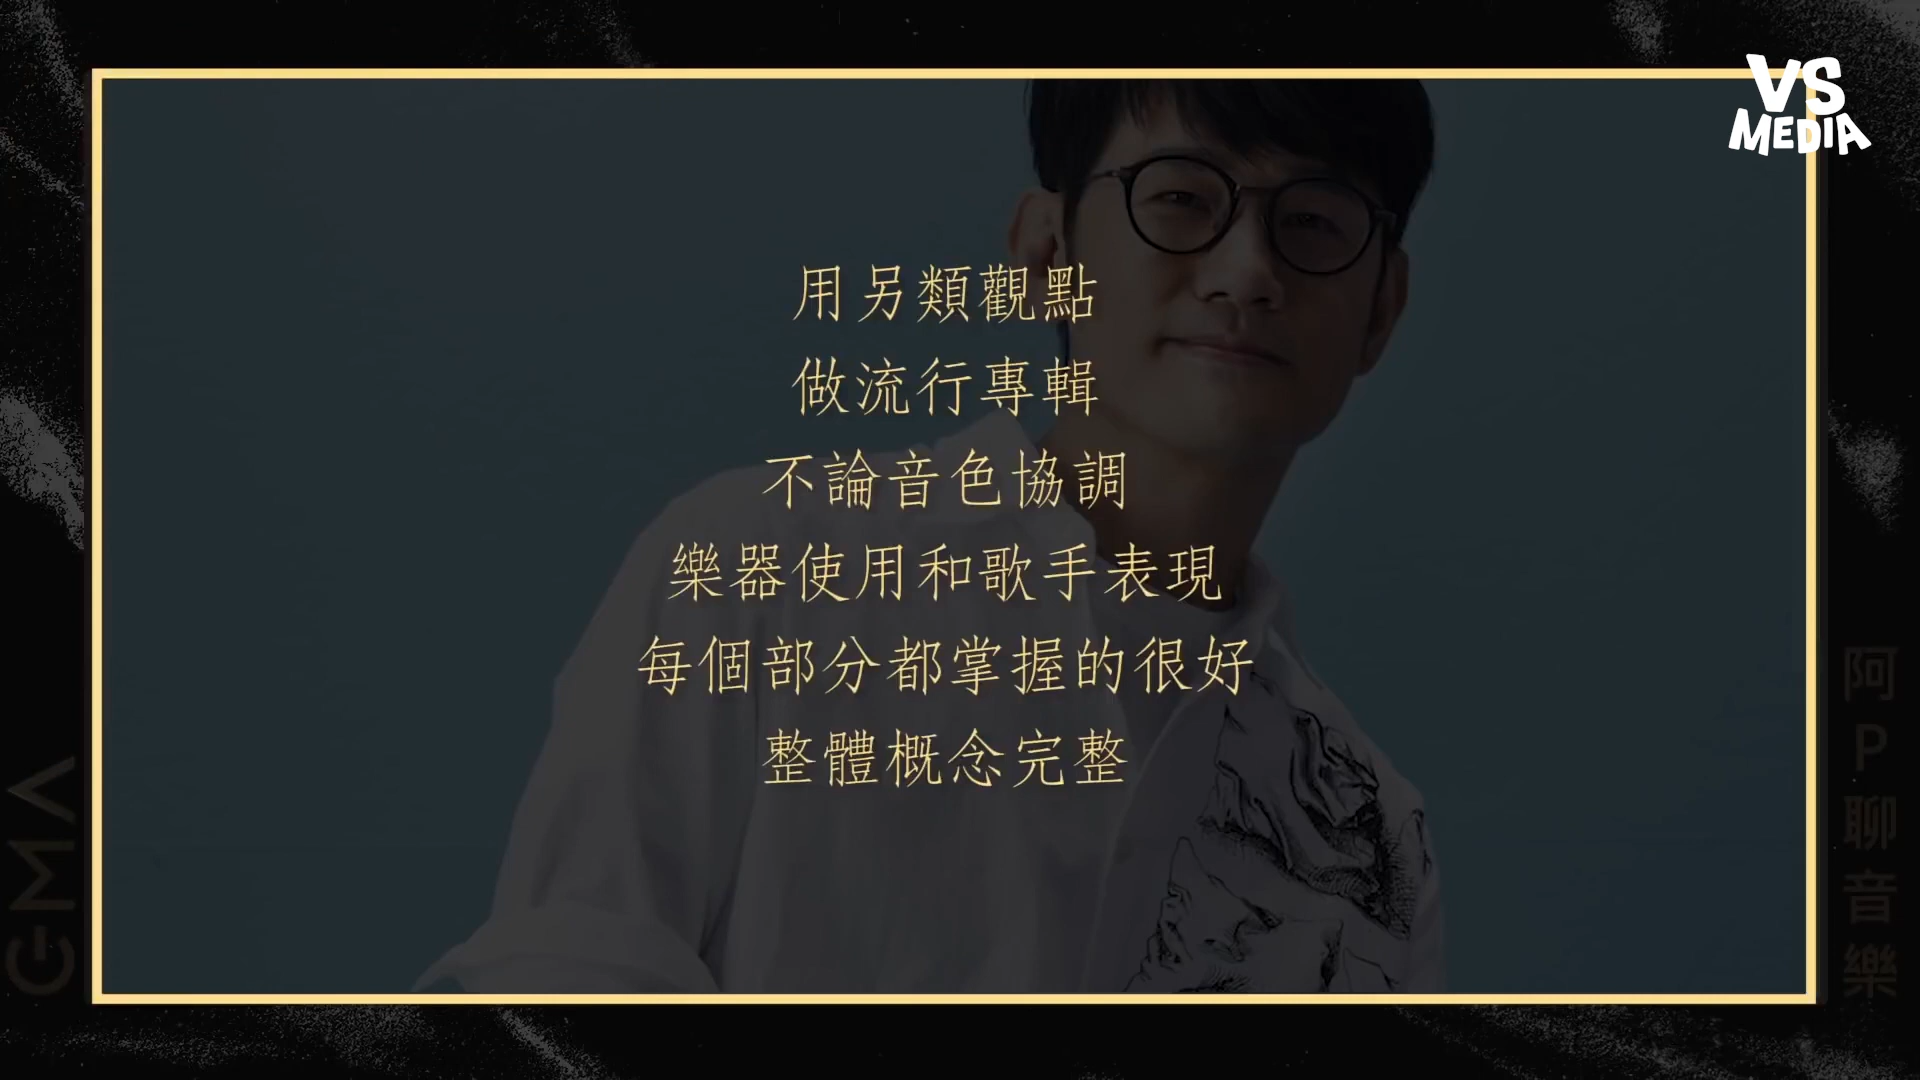 VS
MEDIA
用另類觀點
做流行專輯
不論音色協調
樂器使用和歌手表現
每個部分都掌握的很好
整體概念完整
GMA
阿P聊音樂